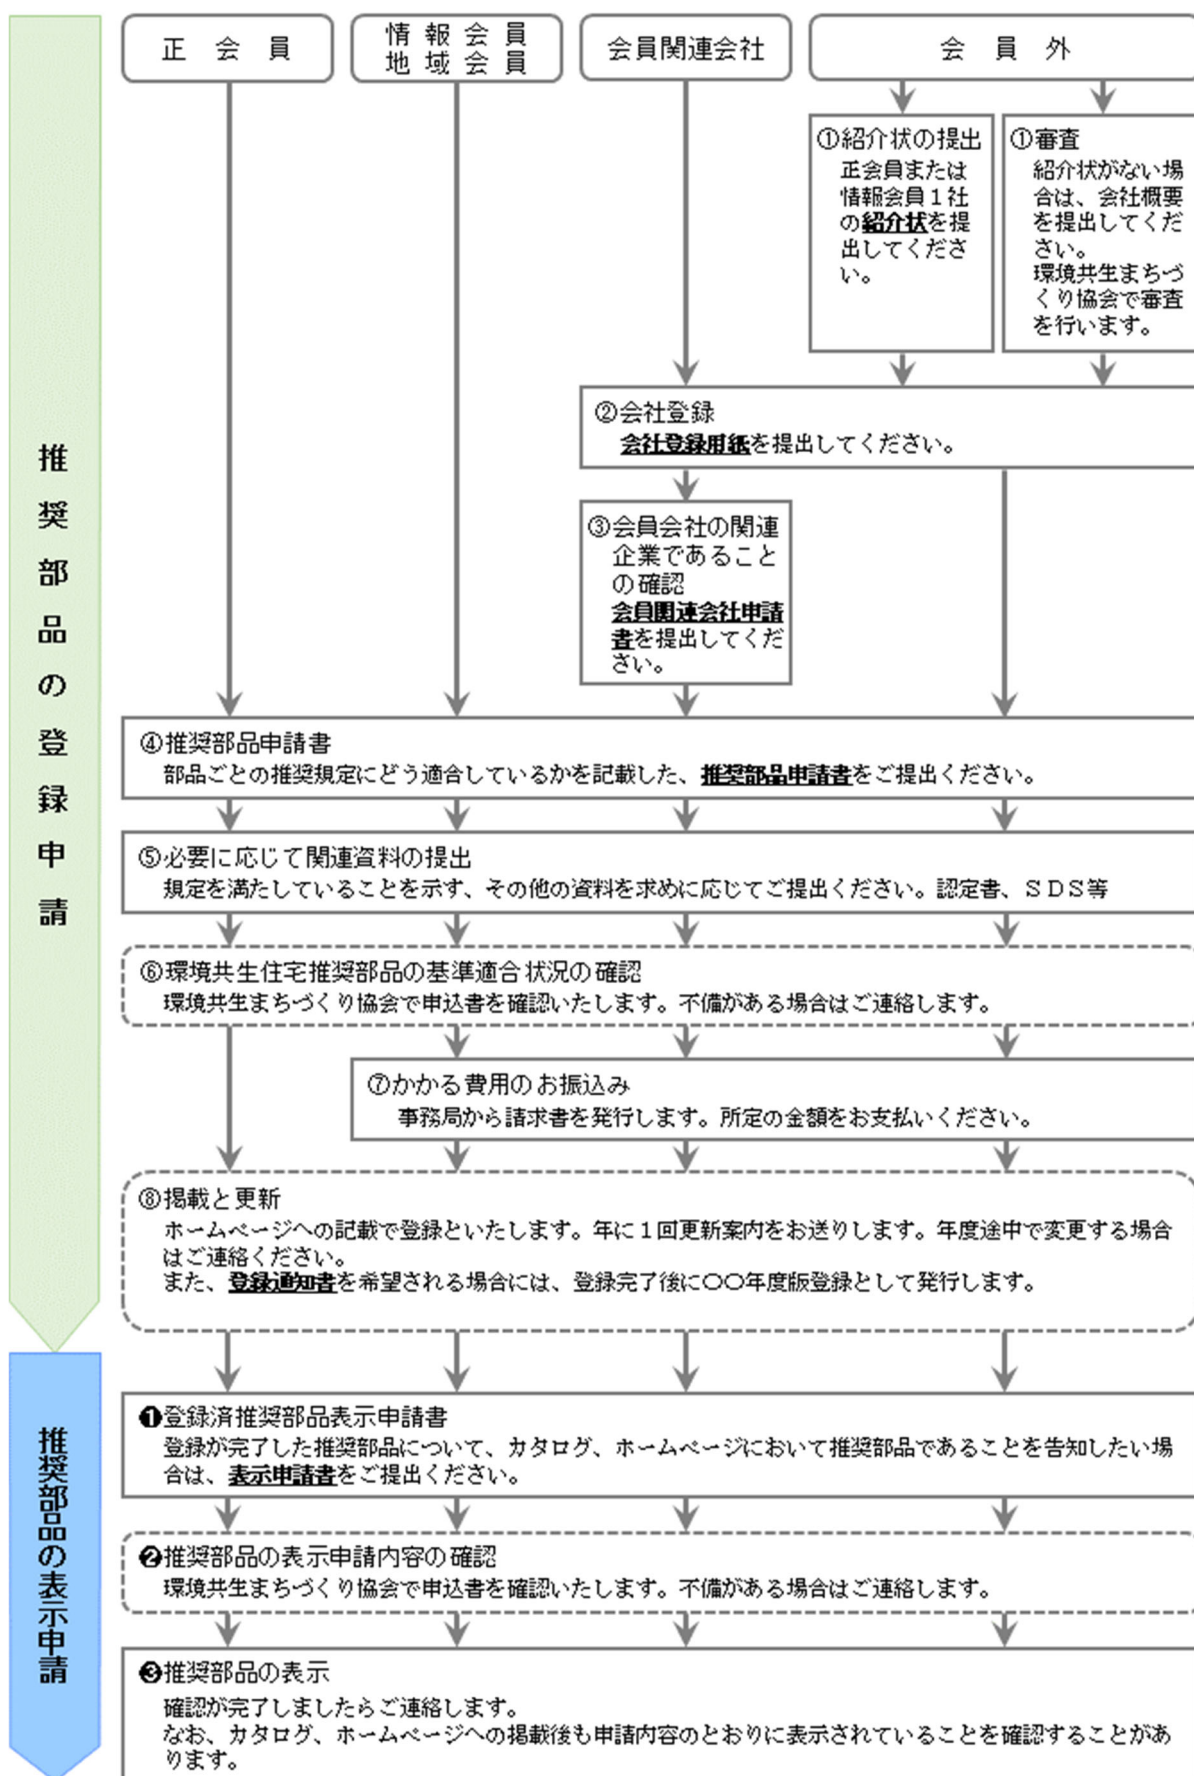 正会員
情報会員
地域会員
会員関連会社
会員外
①紹介状の提出
正会員または
情報会員１社
の紹介状を提
出してくださ
い。
①審査
紹介状がない場
合は、会社概要
を提出してくだ
さい。
環境共生まちづ
くり協会で審査
を行います。
②会社登録
会社登録用紙を提出してください。
③会員会社の関連
企業であること
の確認
会員関連会社申請
書を提出してくだ
さい。
推奨部品の登録申請
④推奨部品申請書
部品ごとの推奨規定にどう適合しているかを記載した、推奨部品申請書をご提出ください。
⑤必要に応じて関連資料の提出
規定を満たしていることを示す、その他の資料を求めに応じてご提出ください。認定書、ＳＤＳ等
⑥環境共生住宅推奨部品の基準適合状況の確認
環境共生まちづくり協会で申込書を確認いたします。不備がある場合はご連絡します。
⑦かかる費用のお振込み
事務局から請求書を発行します。所定の金額をお支払いください。
⑧掲載と更新
ホームページへの記載で登録といたします。年に１回更新案内をお送りします。年度途中で変更する場合
はご連絡ください。
また、登録通知書を希望される場合には、登録完了後に〇〇年度版登録として発行します。
推奨部品の表示申請
❶登録済推奨部品表示申請書
登録が完了した推奨部品について、カタログ、ホームページにおいて推奨部品であることを告知したい場
合は、表示申請書をご提出ください。
❷推奨部品の表示申請内容の確認
環境共生まちづくり協会で申込書を確認いたします。不備がある場合はご連絡します。
❸推奨部品の表示
確認が完了しましたらご連絡します。
なお、カタログ、ホームページへの掲載後も申請内容のとおりに表示されていることを確認することがあ
ります。